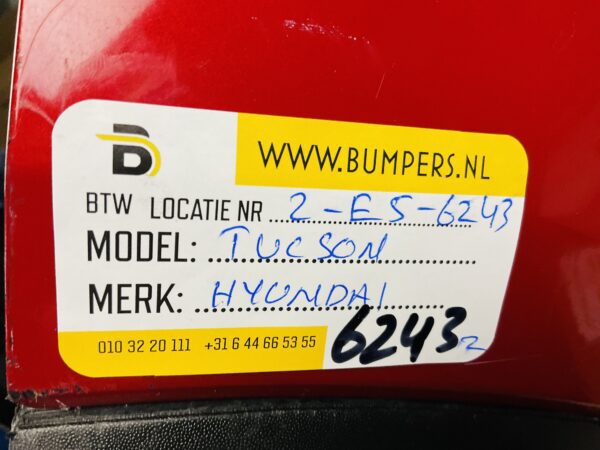 B
WWW.BUMPERS.NL
BTW LOCATIE NR 2-E5-6243
MODEL: TUCSON
MERK: HYUNDAI
010 32 20 111 +31 6 44 66 53 55
6243 2